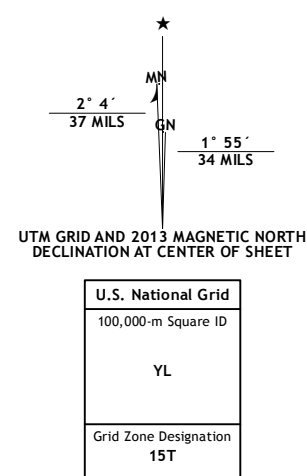 ★
MN
2° 4´
37 MILS
GN
1° 55´
34 MILS
UTM GRID AND 2013 MAGNETIC NORTH
DECLINATION AT CENTER OF SHEET
U.S. National Grid
100,000-m Square ID
YL
Grid Zone Designation
15T